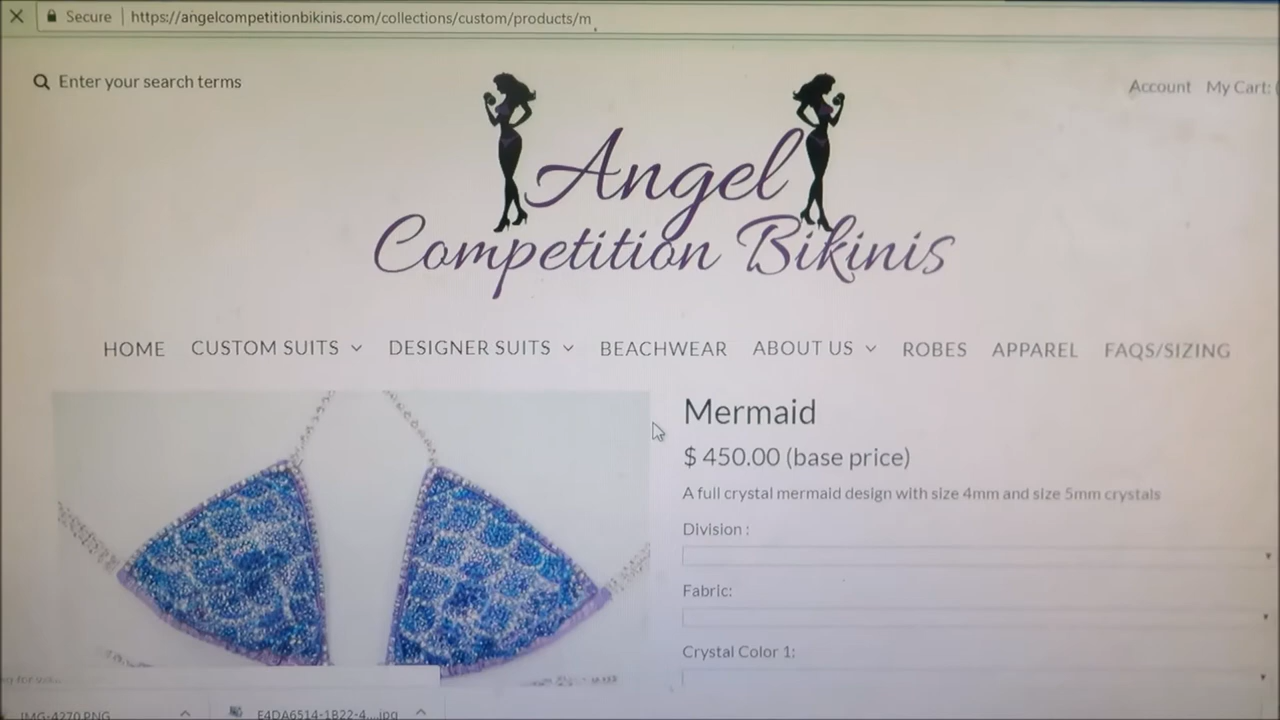 Secure https://angelcompetitionbikinis.com/collections/custom/products/m
Enter your search terms
Account My Cart:
Angel
Competition Bikinis
HOME CUSTOM SUITS DESIGNER SUITS BEACHWEAR ABOUT US ROBES APPAREL FAQS/SIZING
Mermaid
$ 450.00 (base price)
A full crystal mermaid design with size 4mm and size 5mm crystals
Division :
Fabric:
Crystal Color 1:
IMG-4270.PNG E4DA6514-1822-4....jpg